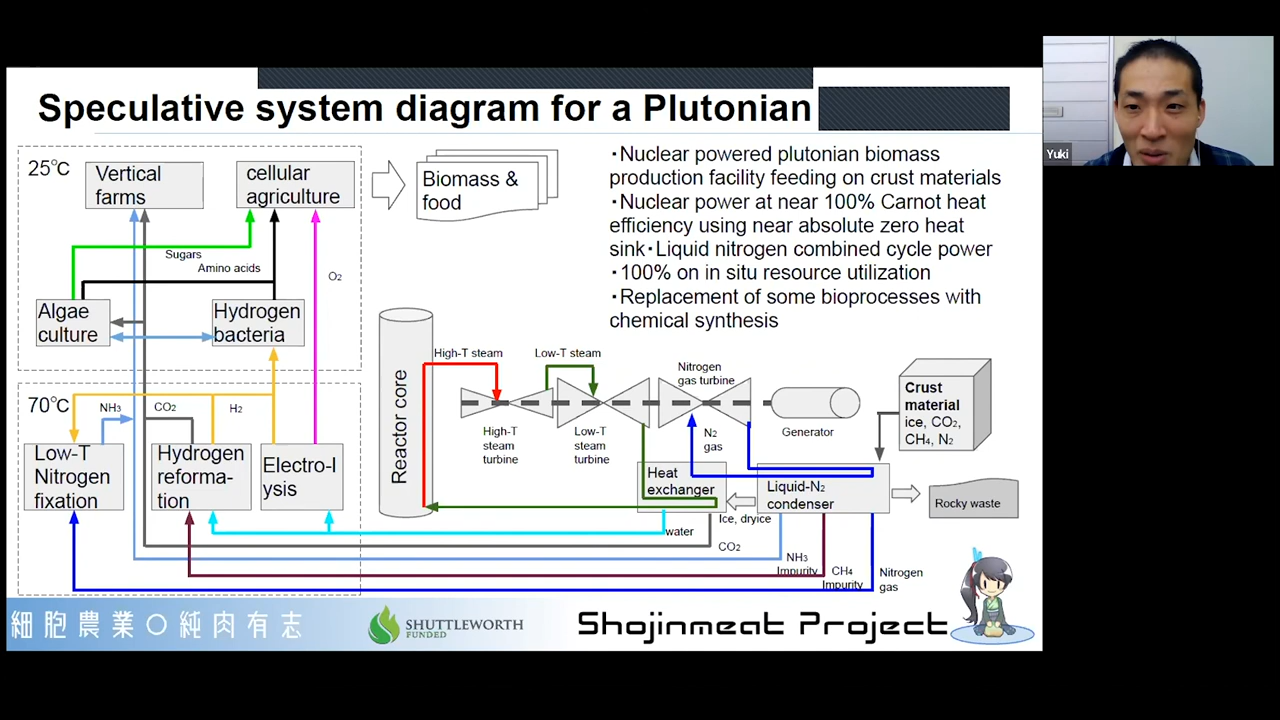 Speculative system diagram for a Plutonian
25℃
Vertical
farms
cellular
agriculture
Biomass &
food
Sugars
Amino acids
O2
Algae
culture
Hydrogen
bacteria
・Nuclear powered plutonian biomass
production facility feeding on crust materials
・Nuclear power at near 100% Carnot heat
efficiency using near absolute zero heat
sink・Liquid nitrogen combined cycle power
・100% on in situ resource utilization
・Replacement of some bioprocesses with
chemical synthesis
70℃
NH3
CO2
H2
Low-T
Nitrogen
fixation
Hydrogen
reforma-
tion
Electro-l
ysis
Reactor core
High-T steam
Low-T steam
Nitrogen
gas turbine
High-T
steam
turbine
Low-T
steam
turbine
N2
gas
Generator
Crust
material
ice, CO2,
CH4, N2
Heat
exchanger
Liquid-N2
condenser
Rocky waste
Ice, dryice
water
CO2
NH3
Impurity
CH4
Impurity
Nitrogen
gas
細胞農業〇純肉有志
SHUTTLEWORTH
FUNDED
Shojinmeat Project
Yuki